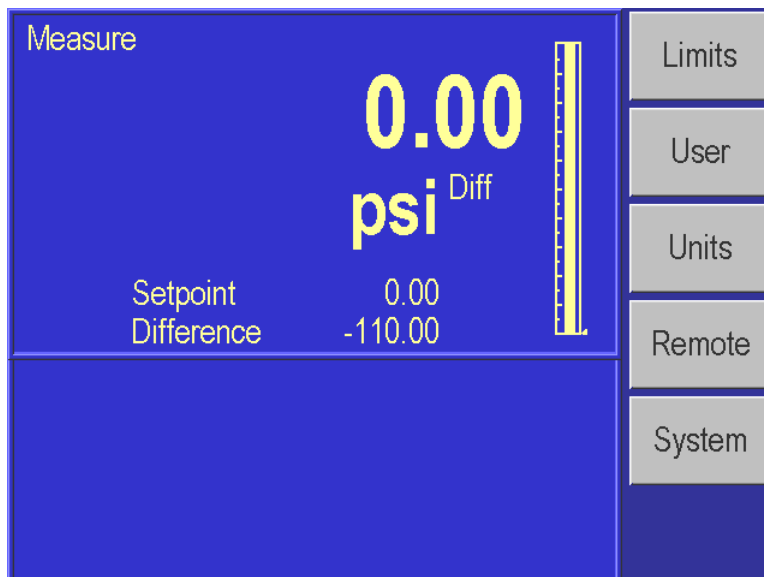 Measure
0.00
psi Diff
Setpoint 0.00
Difference -110.00
Limits
User
Units
Remote
System